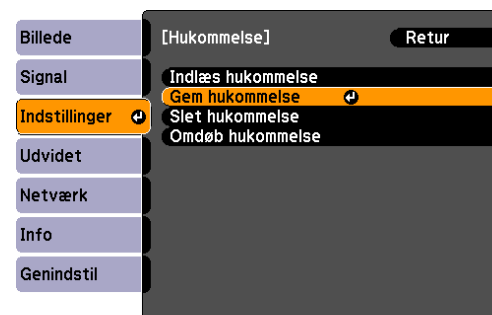 Billede
Signal
Indstillinger
Udvidet
Netværk
Info
Genindstil
[Hukommelse]
Retur
Indlæs hukommelse
Gem hukommelse
Slet hukommelse
Omdøb hukommelse